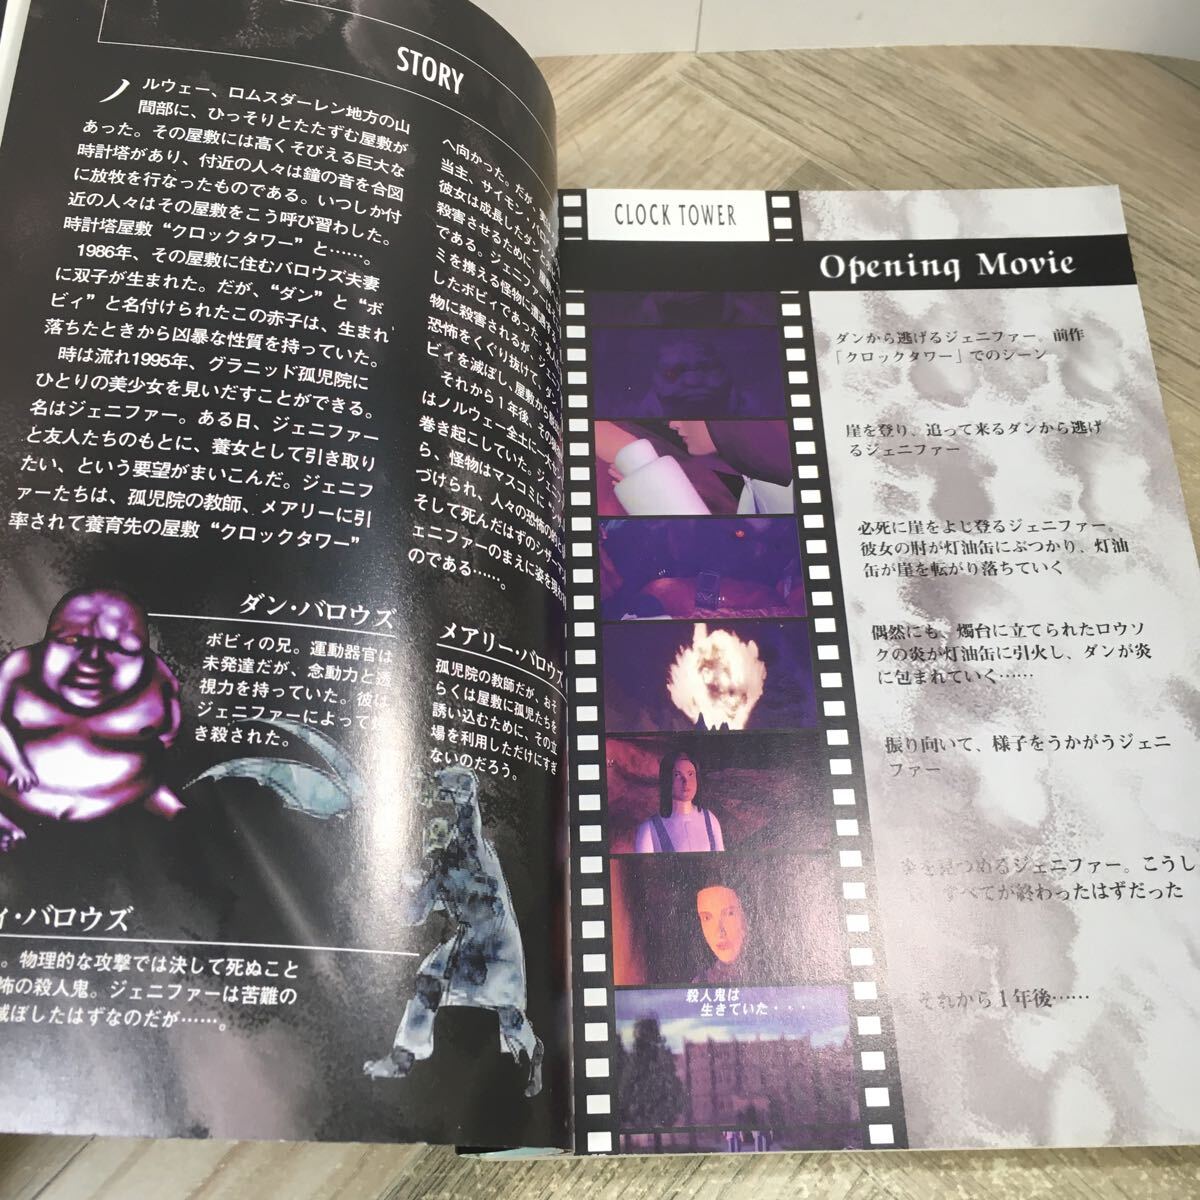 STORY
ノルウェー、ロムスダーレン地方の山
間部に、ひっそりとたたずむ屋敷が
あった。その屋敷には高くそびえる巨大な
時計塔があり、付近の人々は鐘の音を合図
に放牧を行なったものである。いつしか付
近の人々はその屋敷をこう呼び習わした。
時計塔屋敷“クロックタワー”と……。
1986年、その屋敷に住むバロウズ夫妻
に双子が生まれた。だが、“ダン”と“ボ
ビィ”と名付けられたこの赤子は、生まれ
落ちたときから凶暴な性質を持っていた。
時は流れ1995年、グラニッド孤児院に
ひとりの美少女を見いだすことができる。
名はジェニファー。ある日、ジェニファー
と友人たちのもとに、養女として引き取り
たい、という要望がまいこんだ。ジェニフ
ァーたちは、孤児院の教師、メアリーに引
率されて養育先の屋敷“クロックタワー”
へ向かった。だが、
当主、サイモン・バロ
彼女は成長したダンと
殺害させるために、
である。ジェニファー
ミを携える怪物に遭遇
したボビィであった。
物に殺害されるが、
恐怖をくぐり抜けて、ダ
ビィを滅ぼし、屋敷から
それから1年後、その
はノルウェー全土に一大
巻き起こしていた。ジェニ
ら、怪物はマスコミに
づけられ、人々の恐怖の
そして死んだはずのシザー
ェニファーのまえに姿を現わ
のである……。
ダン・バロウズ
ボビィの兄。運動器官は
未発達だが、念動力と透
視力を持っていた。彼は
ジェニファーによって焼
き殺された。
メアリー・バロウズ
孤児院の教師だが、おそ
らくは屋敷に孤児たちを
誘い込むために、その立
場を利用しただけにすぎ
ないのだろう。
ィ・バロウズ
。物理的な攻撃では決して死ぬこと
怖の殺人鬼。ジェニファーは苦難の
滅ぼしたはずなのだが……。
CLOCK TOWER
Opening Movie
ダンから逃げるジェニファー。前作
「クロックタワー」でのシーン
崖を登り、追って来るダンから逃げ
るジェニファー
必死に崖をよじ登るジェニファー。
彼女の肘が灯油缶にぶつかり、灯油
缶が崖を転がり落ちていく
偶然にも、燭台に立てられたロウソ
クの炎が灯油缶に引火し、ダンが炎
に包まれていく……
振り向いて、様子をうかがうジェニ
ファー
を見つめるジェニファー。こうし
すべてが終わったはずだった
それから1年後……
殺人鬼は
生きていた・・・